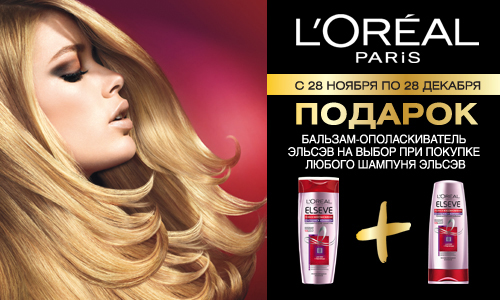 L'ORÉAL
PARIS
С 28 НОЯБРЯ ПО 28 ДЕКАБРЯ
ПОДАРОК
БАЛЬЗАМ-ОПОЛАСКИВАТЕЛЬ
ЭЛЬСЭВ НА ВЫБОР ПРИ ПОКУПКЕ
ЛЮБОГО ШАМПУНЯ ЭЛЬСЭВ
L'ORÉAL
ELSEVE
+
L'ORÉAL
ELSEVE